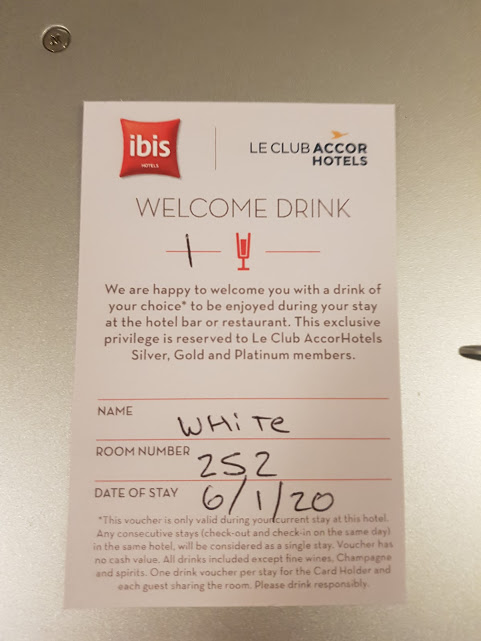 ibis
HOTELS
LE CLUB ACCOR
HOTELS
WELCOME DRINK
1
We are happy to welcome you with a drink of
your choice* to be enjoyed during your stay
at the hotel bar or restaurant. This exclusive
privilege is reserved to Le Club AccorHotels
Silver, Gold and Platinum members.
NAME WHiTe
ROOM NUMBER 252
DATE OF STAY 6/1/20
*This voucher is only valid during your current stay at this hotel.
Any consecutive stays (check-out and check-in on the same day)
in the same hotel, will be considered as a single stay. Voucher has
no cash value. All drinks included except fine wines, Champagne
and spirits. One drink voucher per stay for the Card Holder and
each guest sharing the room. Please drink responsibly.